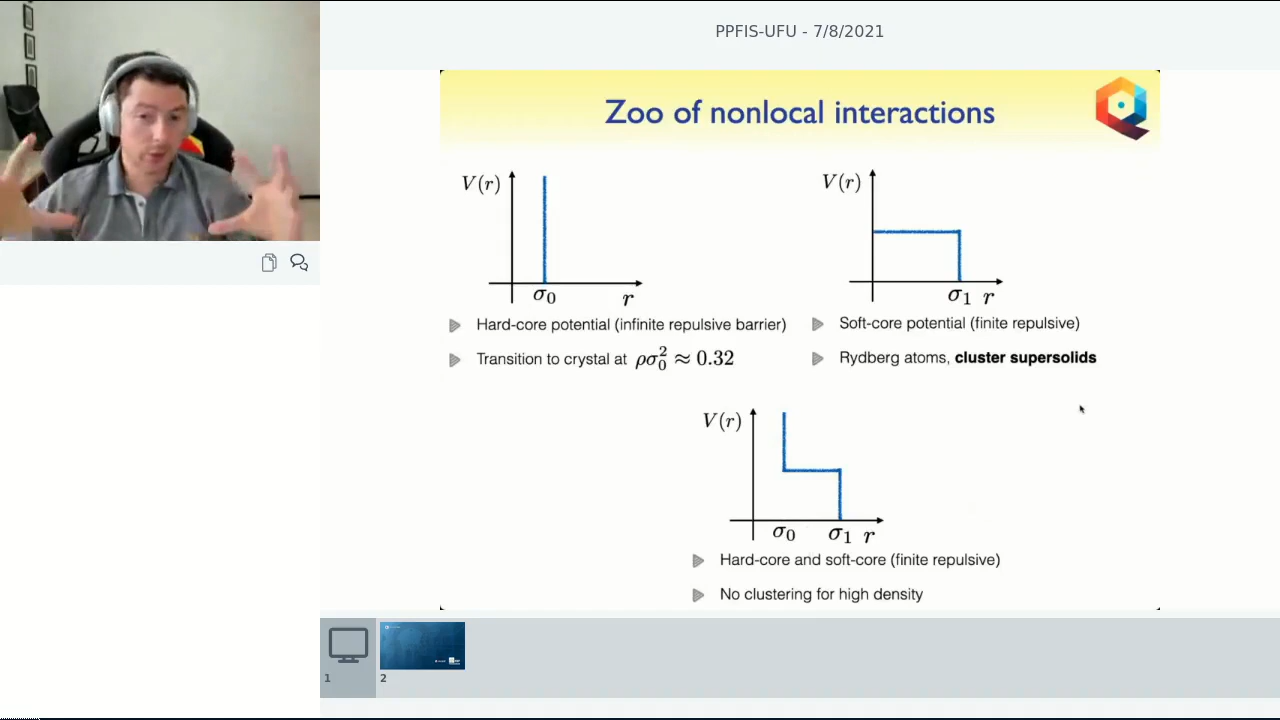 PPFIS-UFU - 7/8/2021
Zoo of nonlocal interactions
V(r)
σ0
r
Hard-core potential (infinite repulsive barrier)
Transition to crystal at ρσ₀² ≈ 0.32
V(r)
σ1 r
Soft-core potential (finite repulsive)
Rydberg atoms, cluster supersolids
V(r)
σ0 σ1 r
Hard-core and soft-core (finite repulsive)
No clustering for high density
1
2